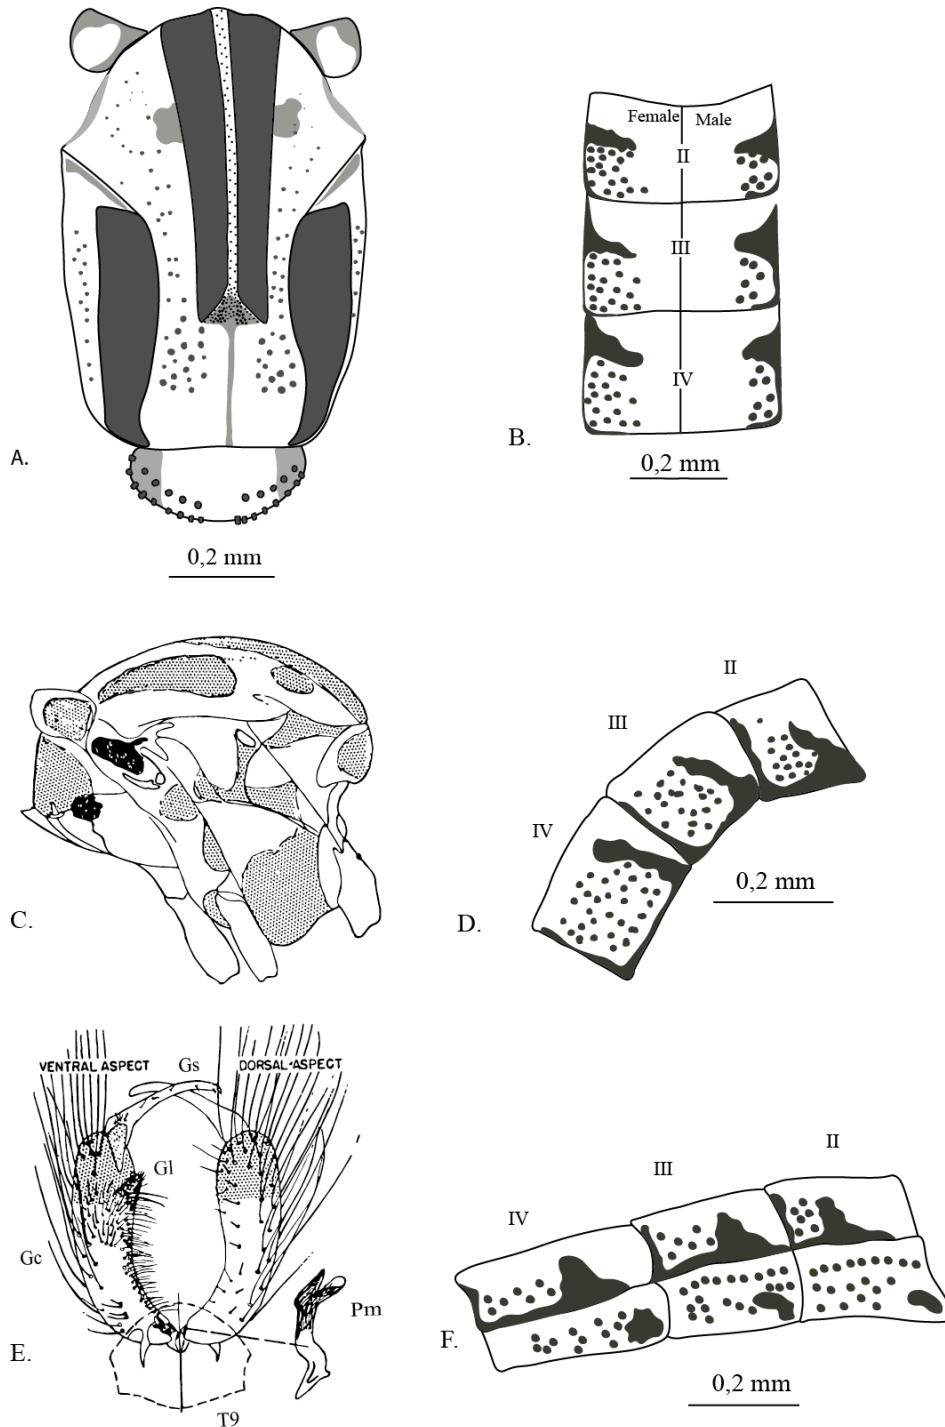 A.
0,2 mm
Female Male
II
III
IV
B.
0,2 mm
C.
II
III
IV
D.
0,2 mm
VENTRAL ASPECT
Gs
DORSAL-ASPECT
Gl
Gc
Pm
E.
T9
II
III
IV
F.
0,2 mm